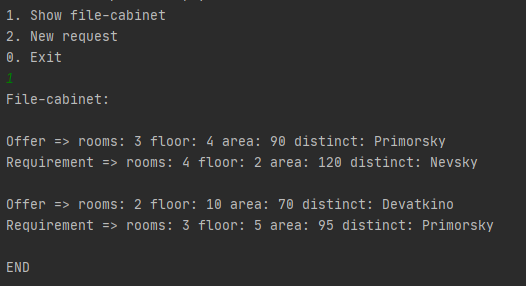 1. Show file-cabinet
2. New request
0. Exit
1
File-cabinet:
Offer => rooms: 3 floor: 4 area: 90 distinct: Primorsky
Requirement => rooms: 4 floor: 2 area: 120 distinct: Nevsky
Offer => rooms: 2 floor: 10 area: 70 distinct: Devatkino
Requirement => rooms: 3 floor: 5 area: 95 distinct: Primorsky
END